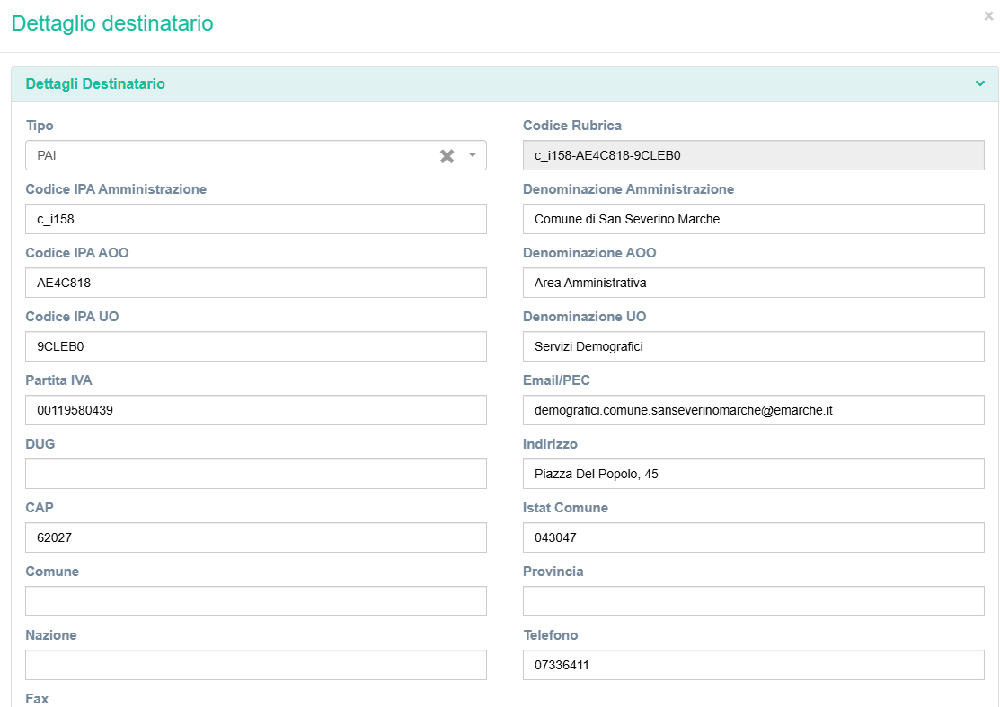 Dettaglio destinatario
×
Dettagli Destinatario
Tipo
PAI
Codice Rubrica
c_i158-AE4C818-9CLEB0
Codice IPA Amministrazione
c_i158
Denominazione Amministrazione
Comune di San Severino Marche
Codice IPA AOO
AE4C818
Denominazione AOO
Area Amministrativa
Codice IPA UO
9CLEB0
Denominazione UO
Servizi Demografici
Partita IVA
00119580439
Email/PEC
demografici.comune.sanseverinomarche@emarche.it
DUG
Indirizzo
Piazza Del Popolo, 45
CAP
62027
Istat Comune
043047
Comune
Provincia
Nazione
Telefono
07336411
Fax